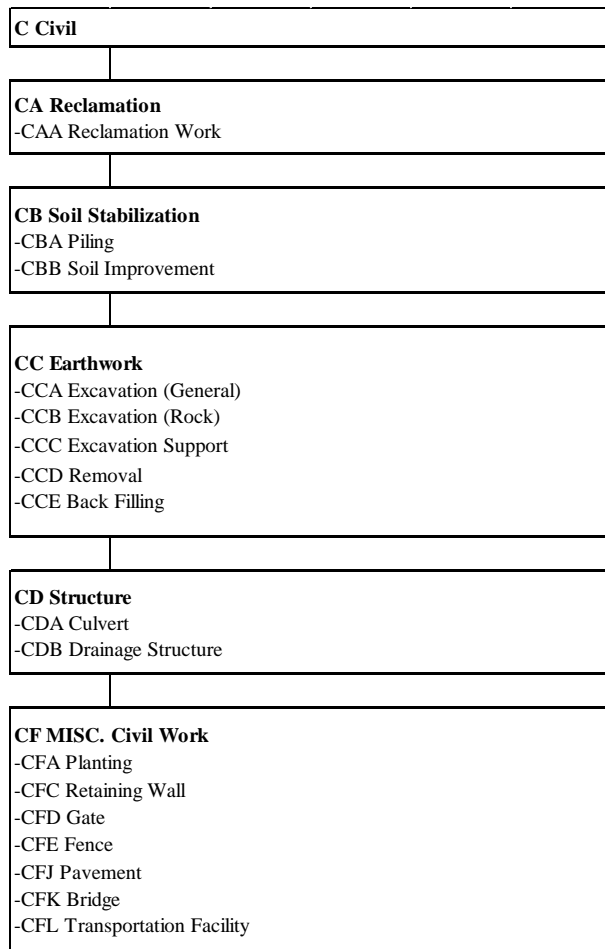 C Civil
CA Reclamation
-CAA Reclamation Work
CB Soil Stabilization
-CBA Piling
-CBB Soil Improvement
CC Earthwork
-CCA Excavation (General)
-CCB Excavation (Rock)
-CCC Excavation Support
-CCD Removal
-CCE Back Filling
CD Structure
-CDA Culvert
-CDB Drainage Structure
CF MISC. Civil Work
-CFA Planting
-CFC Retaining Wall
-CFD Gate
-CFE Fence
-CFJ Pavement
-CFK Bridge
-CFL Transportation Facility